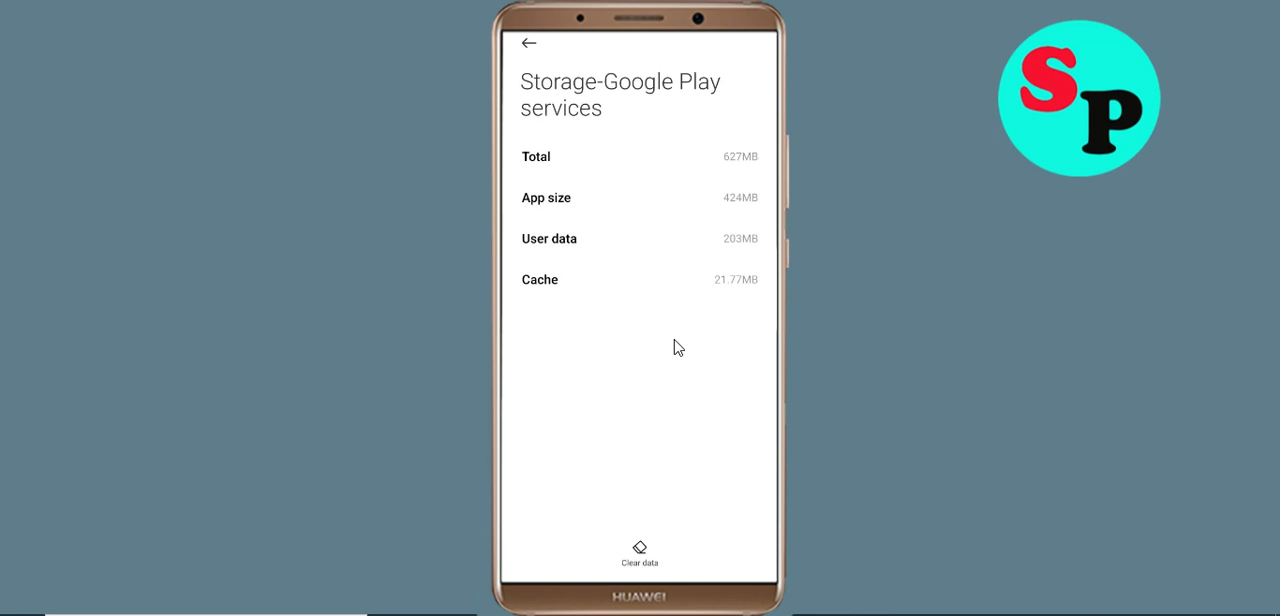 Storage-Google Play
services
Total 627MB
App size 424MB
User data 203MB
Cache 21.77MB
Clear data
HUAWEI
SP